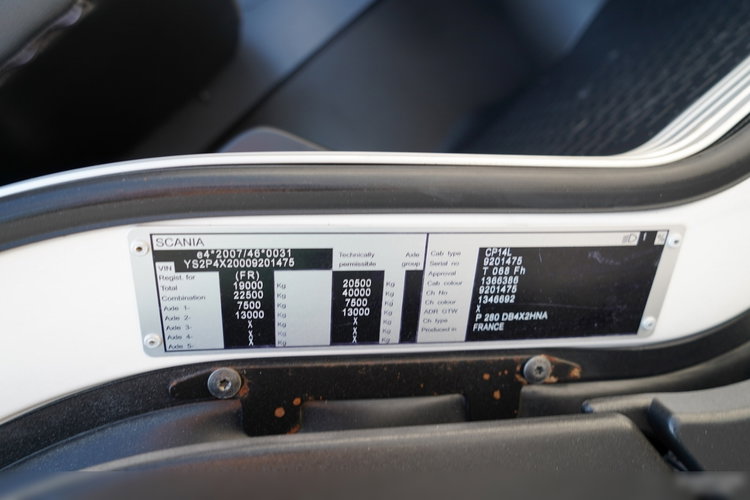 SCANIA
e4*2007/46*0031
VIN YS2P4X20009201475
Technically permissible
Axle group
Regist. for (FR)
Total 19000 Kg 20500 Kg
Combination 22500 Kg 40000 Kg
Axle 1- 7500 Kg 7500 Kg
Axle 2- 13000 Kg 13000 Kg
Axle 3- X Kg X Kg
Axle 4- X Kg X Kg
Axle 5- X Kg X Kg
Cab type CP14L
Serial no 9201475
Approval T 068 Fh
Cab colour 1366386
Ch. No 9201475
Ch colour 1346692
ADR GTW X
Ch. type P 280 DB4X2HNA
Produced in FRANCE
%